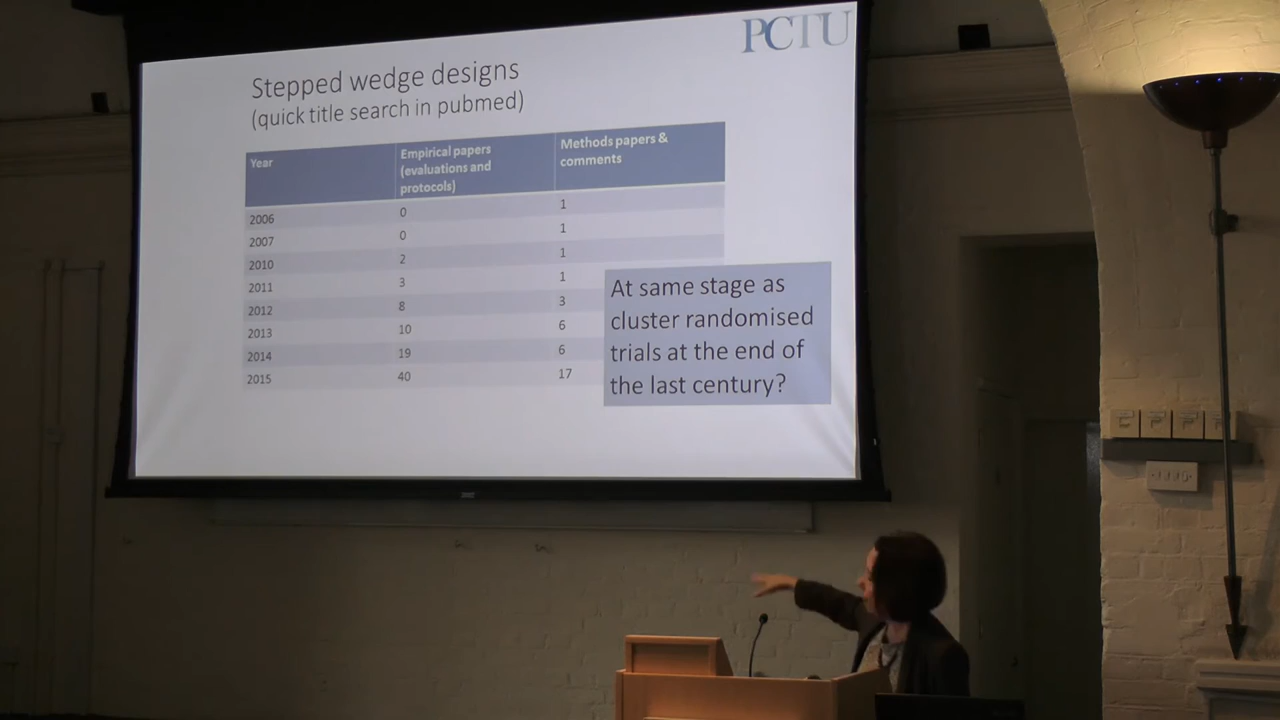 PCTU
Stepped wedge designs
(quick title search in pubmed)
Year
Empirical papers
(evaluations and
protocols)
Methods papers &
comments
2006 0 1
2007 0 1
2010 2 1
2011 3 1
2012 8 3
2013 10 6
2014 19 6
2015 40 17
At same stage as
cluster randomised
trials at the end of
the last century?